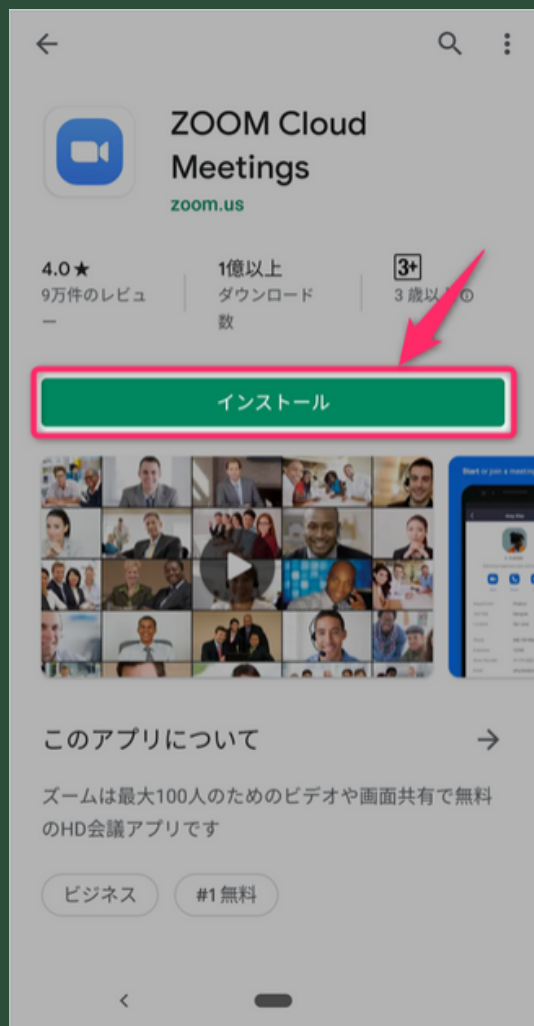 ZOOM Cloud
Meetings
zoom.us
4.0★
9万件のレビュ
ー
1億以上
ダウンロード
数
3+
3 歳以
インストール
Start or join a meeting
このアプリについて
ズームは最大100人のためのビデオや画面共有で無料
のHD会議アプリです
ビジネス
#1 無料